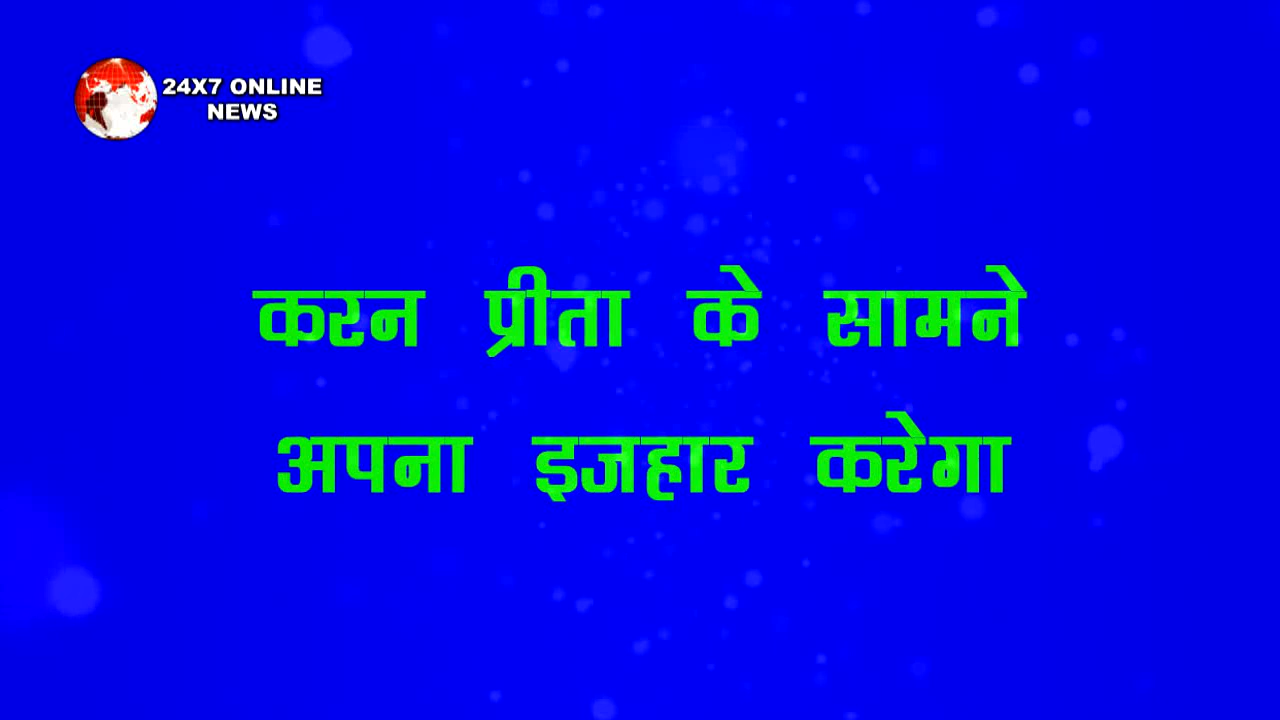 24X7 ONLINE
NEWS
करन प्रीता के सामने
अपना इजहार करेगा